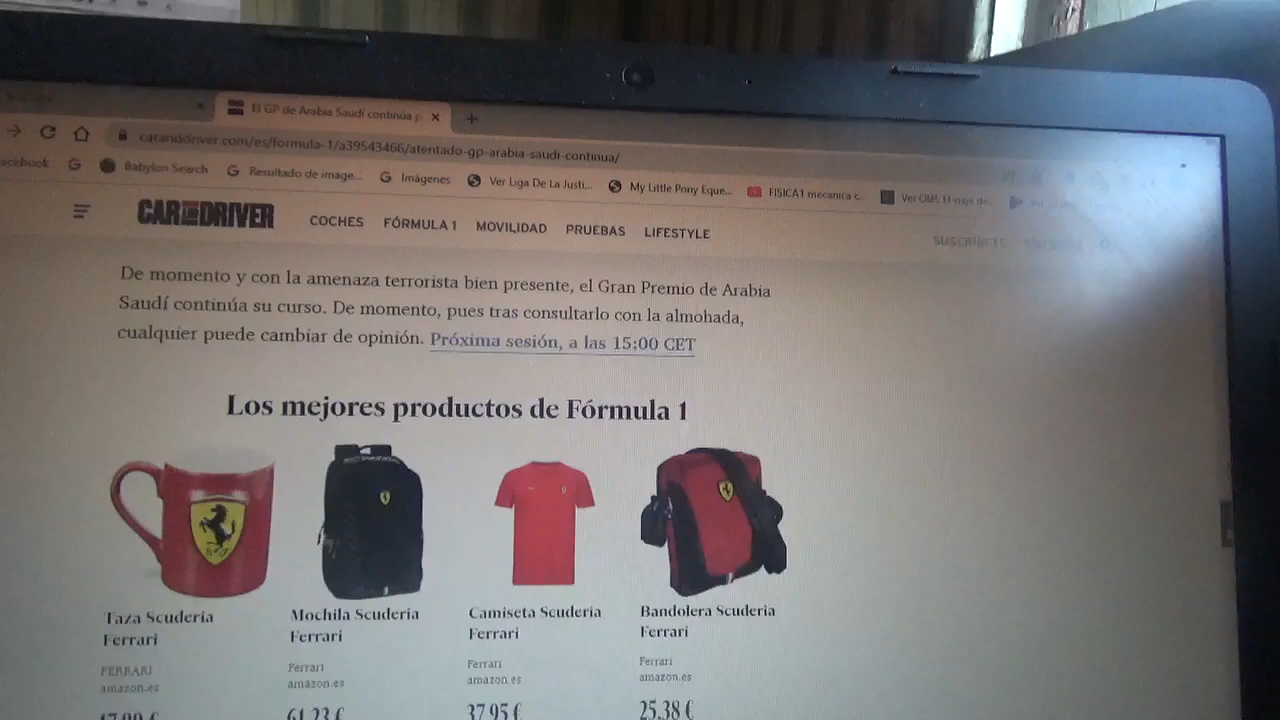 El GP de Arabia Saudí continúa p
caranddriver.com/es/formula-1/a39543466/atentado-gp-arabia-saudi-continua/
acebook
Babylon Search
Resultado de image...
Imágenes
Ver Liga De La Justi...
My Little Pony Eque...
FISICA1 mecanica c...
CAR AND DRIVER
COCHES
FÓRMULA 1
MOVILIDAD
PRUEBAS
LIFESTYLE
De momento y con la amenaza terrorista bien presente, el Gran Premio de Arabia
Saudí continúa su curso. De momento, pues tras consultarlo con la almohada,
cualquier puede cambiar de opinión. Próxima sesión, a las 15:00 CET
Los mejores productos de Fórmula 1
Taza Scuderia
Ferrari
FERRARI
amazon.es
17,90 €
Mochila Scuderia
Ferrari
Ferrari
amazon.es
61,23 €
Camiseta Scuderia
Ferrari
Ferrari
amazon.es
37,95 €
Bandolera Scuderia
Ferrari
Ferrari
amazon.es
25,38 €